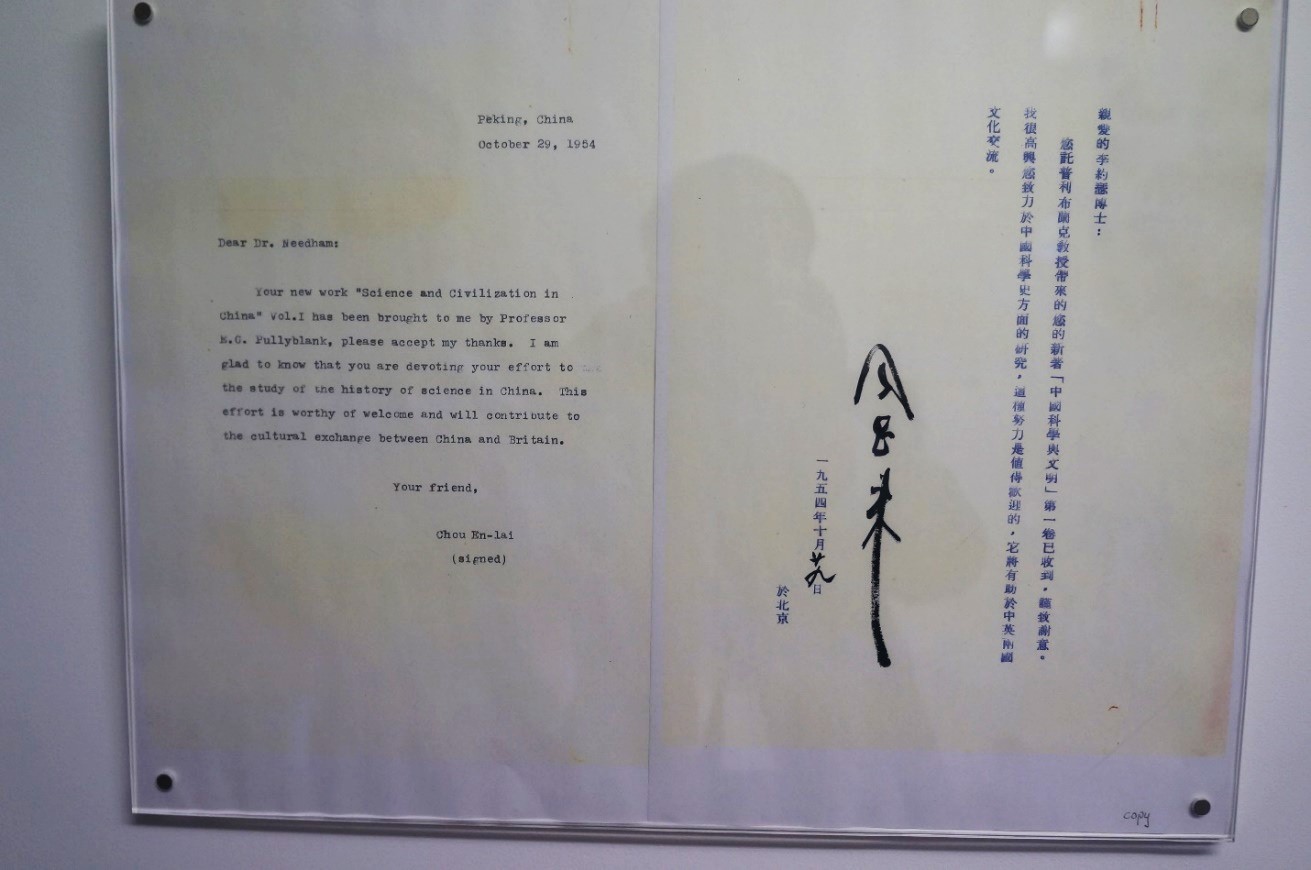 Peking, China
October 29, 1954
Dear Dr. Needham:
Your new work "Science and Civilization in
China" Vol.I has been brought to me by Professor
E.G. Pullyblank, please accept my thanks. I am
glad to know that you are devoting your effort to
the study of the history of science in China. This
effort is worthy of welcome and will contribute to
the cultural exchange between China and Britain.
Your friend,
Chou En-lai
(signed)
親愛的李約瑟博士：
您託普利布蘭克教授帶來的您的新著「中國科學與文明」第一卷已收到，謹致謝意。
我很高興您致力於中國科學史方面的研究，這種努力是值得歡迎的，它將有助於中英兩國
文化交流。
周恩來
一九五四年十月廿九日
於北京
copy